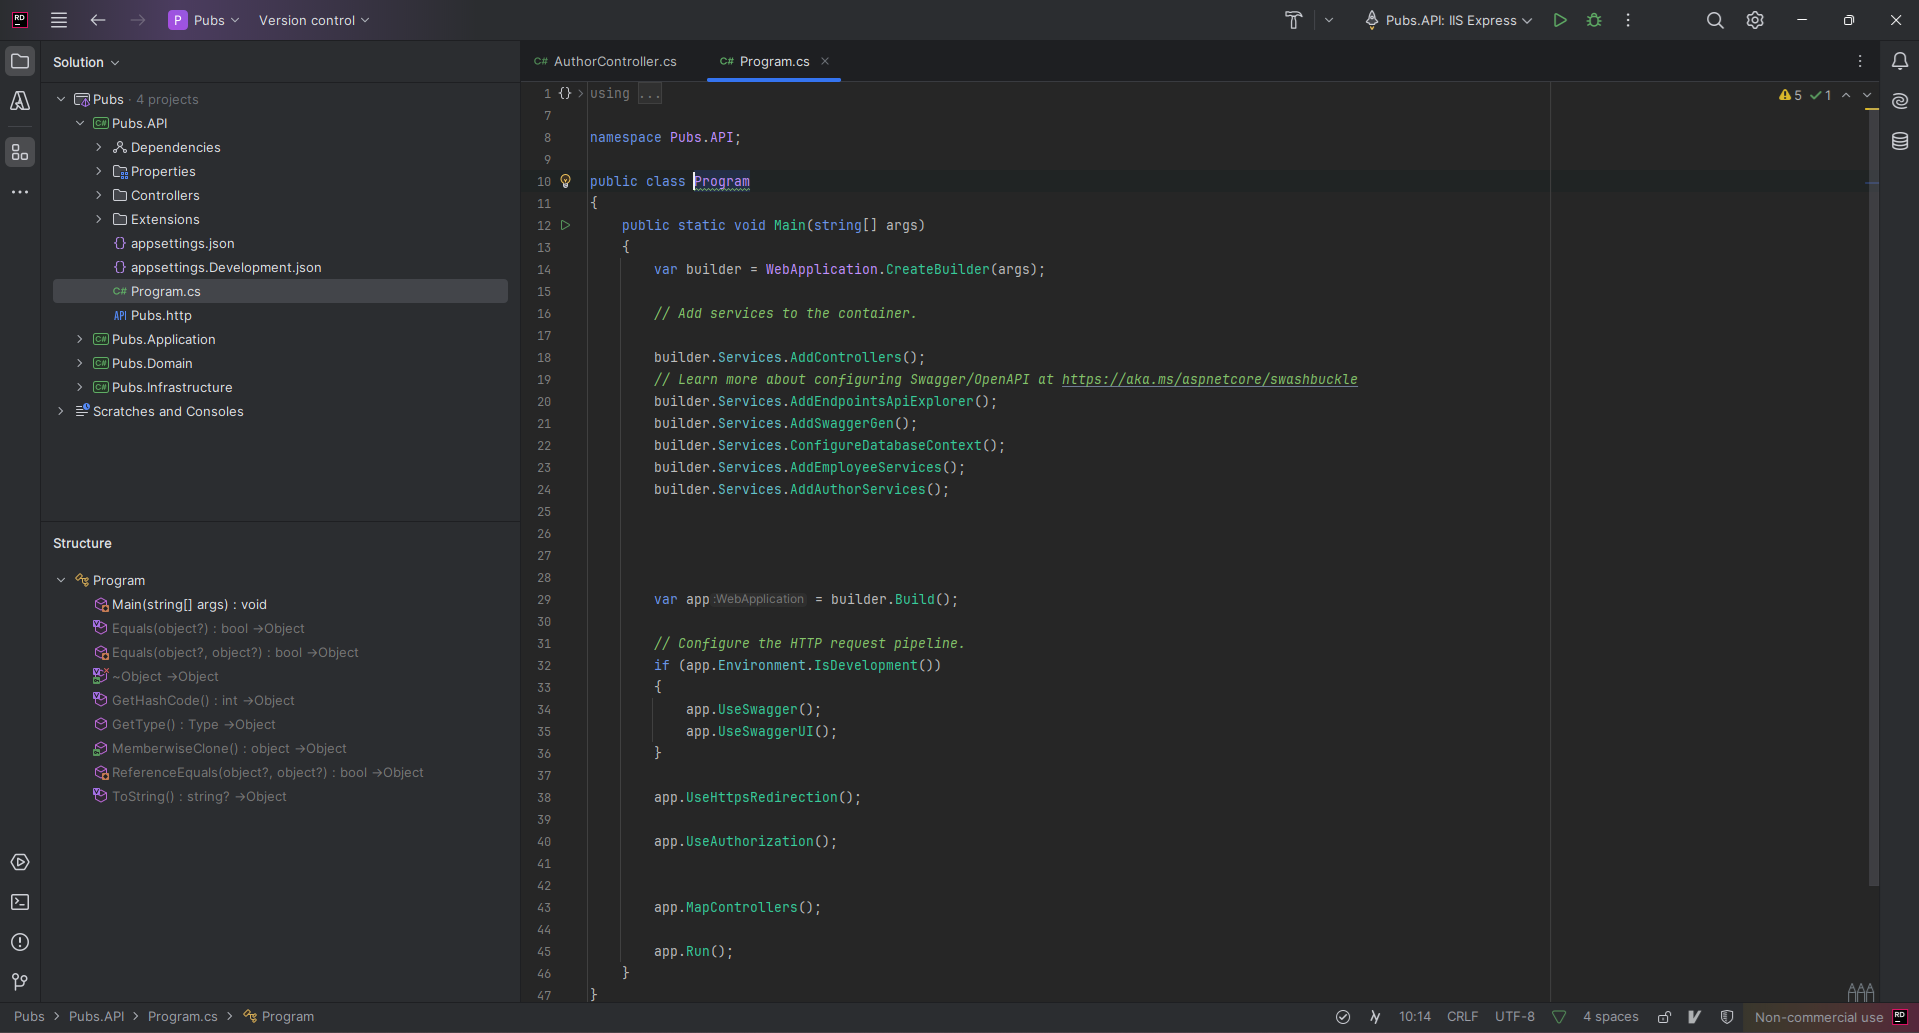 RD
P Pubs
Version control
Pubs.API: IIS Express
Solution
Pubs · 4 projects
C# Pubs.API
Dependencies
Properties
Controllers
Extensions
{} appsettings.json
{} appsettings.Development.json
C# Program.cs
API Pubs.http
C# Pubs.Application
C# Pubs.Domain
C# Pubs.Infrastructure
Scratches and Consoles
Structure
Program
Main(string[] args) : void
Equals(object?) : bool →Object
Equals(object?, object?) : bool →Object
~Object →Object
GetHashCode() : int →Object
GetType() : Type →Object
MemberwiseClone() : object →Object
ReferenceEquals(object?, object?) : bool →Object
ToString() : string? →Object
C# AuthorController.cs
C# Program.cs
5 1
1 {} using ...
7
8 namespace Pubs.API;
9
10 public class Program
11 {
12 public static void Main(string[] args)
13 {
14 var builder = WebApplication.CreateBuilder(args);
15
16 // Add services to the container.
17
18 builder.Services.AddControllers();
19 // Learn more about configuring Swagger/OpenAPI at https://aka.ms/aspnetcore/swashbuckle
20 builder.Services.AddEndpointsApiExplorer();
21 builder.Services.AddSwaggerGen();
22 builder.Services.ConfigureDatabaseContext();
23 builder.Services.AddEmployeeServices();
24 builder.Services.AddAuthorServices();
25
26
27
28
29 var app :WebApplication = builder.Build();
30
31 // Configure the HTTP request pipeline.
32 if (app.Environment.IsDevelopment())
33 {
34 app.UseSwagger();
35 app.UseSwaggerUI();
36 }
37
38 app.UseHttpsRedirection();
39
40 app.UseAuthorization();
41
42
43 app.MapControllers();
44
45 app.Run();
46 }
47 }
Pubs > Pubs.API > Program.cs > Program
10:14 CRLF UTF-8 4 spaces Non-commercial use RD